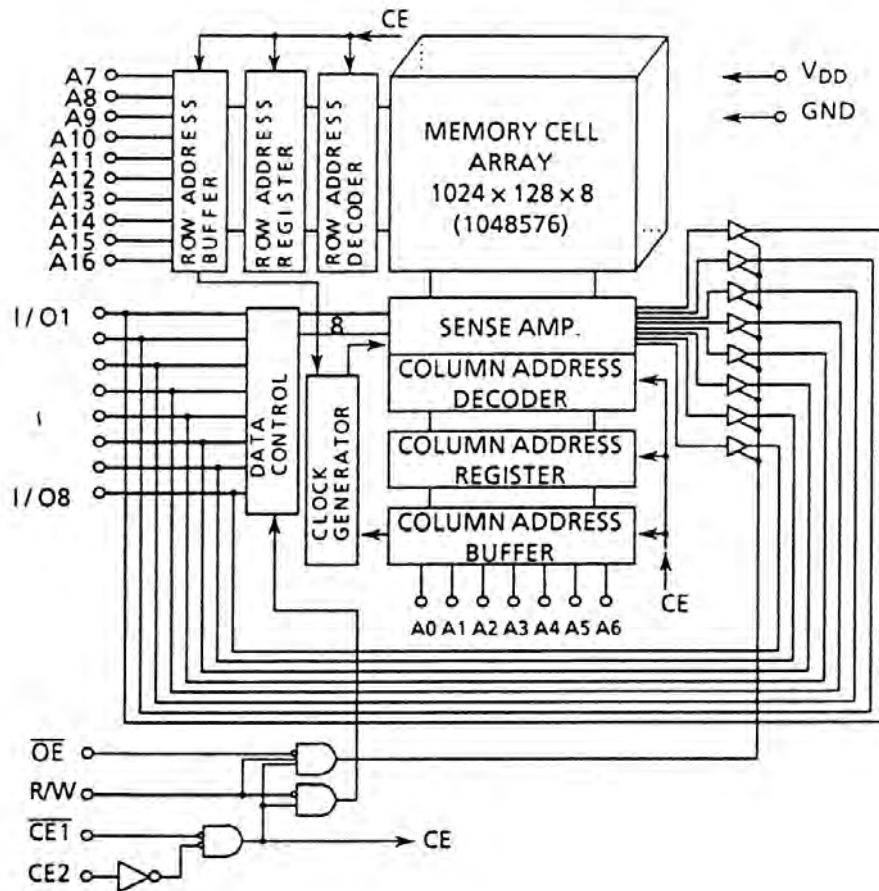 CE
A7
A8
A9
A10
A11
A12
A13
A14
A15
A16
ROW ADDRESS
BUFFER
ROW ADDRESS
REGISTER
ROW ADDRESS
DECODER
MEMORY CELL
ARRAY
1024 × 128 × 8
(1048576)
VDD
GND
I/O1
I/O8
DATA
CONTROL
8
CLOCK
GENERATOR
SENSE AMP.
COLUMN ADDRESS
DECODER
COLUMN ADDRESS
REGISTER
COLUMN ADDRESS
BUFFER
CE
A0 A1 A2 A3 A4 A5 A6
OE
R/W
CE1
CE2
CE